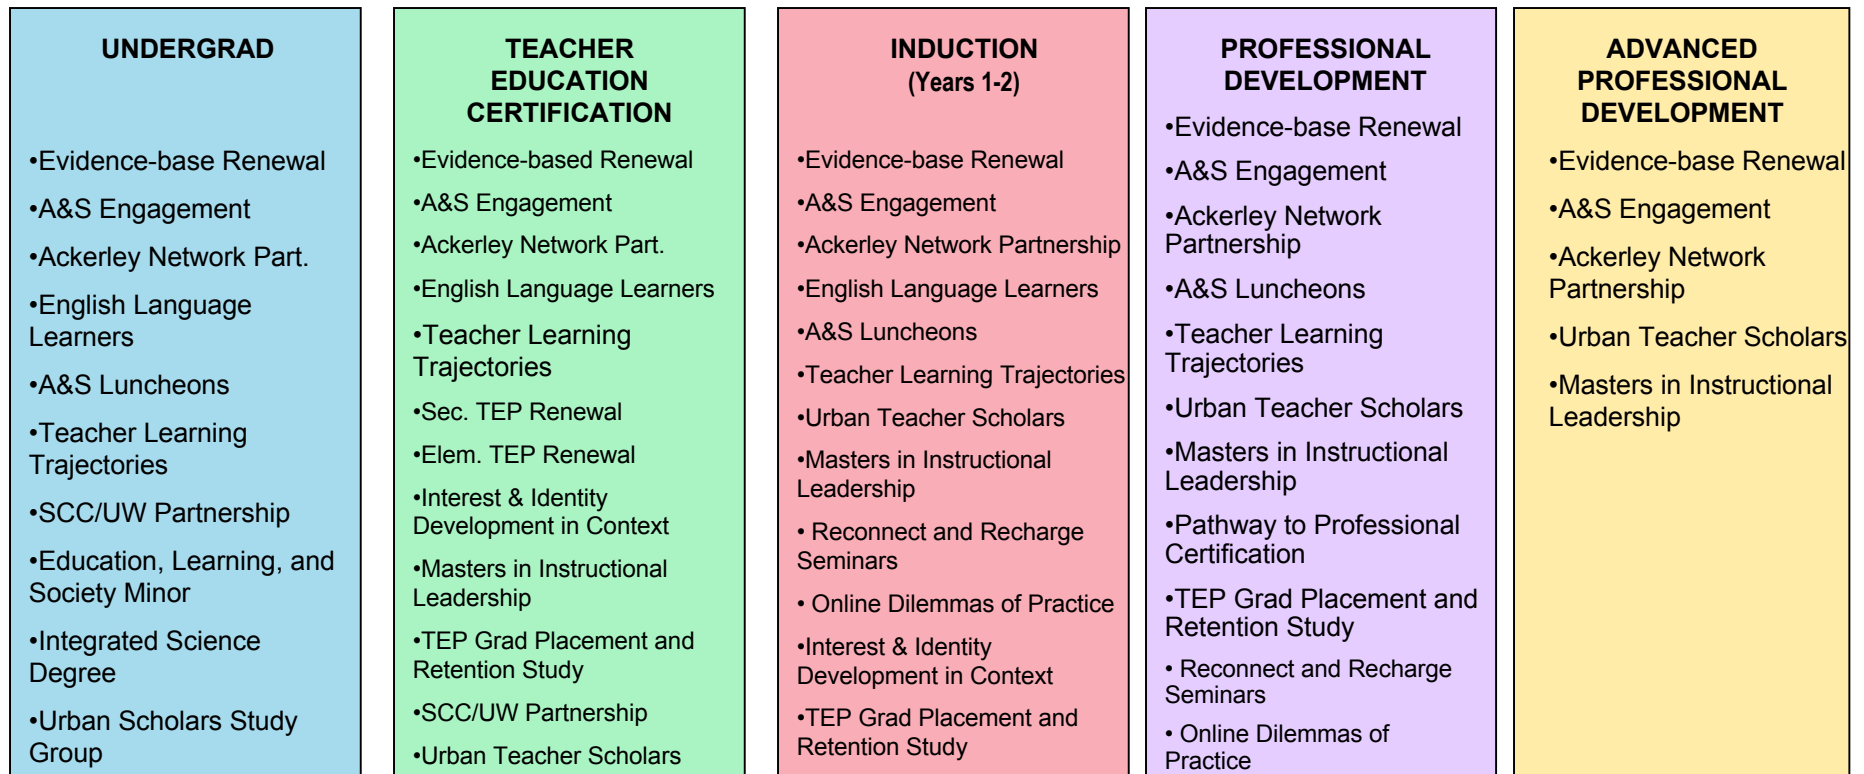 UNDERGRAD
•Evidence-base Renewal
•A&S Engagement
•Ackerley Network Part.
•English Language
Learners
•A&S Luncheons
•Teacher Learning
Trajectories
•SCC/UW Partnership
•Education, Learning, and
Society Minor
•Integrated Science
Degree
•Urban Scholars Study
Group
TEACHER
EDUCATION
CERTIFICATION
•Evidence-based Renewal
•A&S Engagement
•Ackerley Network Part.
•English Language Learners
•Teacher Learning
Trajectories
•Sec. TEP Renewal
•Elem. TEP Renewal
•Interest & Identity
Development in Context
•Masters in Instructional
Leadership
•TEP Grad Placement and
Retention Study
•SCC/UW Partnership
•Urban Teacher Scholars
INDUCTION
(Years 1-2)
•Evidence-base Renewal
•A&S Engagement
•Ackerley Network Partnership
•English Language Learners
•A&S Luncheons
•Teacher Learning Trajectories
•Urban Teacher Scholars
•Masters in Instructional
Leadership
• Reconnect and Recharge
Seminars
• Online Dilemmas of Practice
•Interest & Identity
Development in Context
•TEP Grad Placement and
Retention Study
PROFESSIONAL
DEVELOPMENT
•Evidence-base Renewal
•A&S Engagement
•Ackerley Network
Partnership
•A&S Luncheons
•Teacher Learning
Trajectories
•Urban Teacher Scholars
•Masters in Instructional
Leadership
•Pathway to Professional
Certification
•TEP Grad Placement and
Retention Study
• Reconnect and Recharge
Seminars
• Online Dilemmas of
Practice
ADVANCED
PROFESSIONAL
DEVELOPMENT
•Evidence-base Renewal
•A&S Engagement
•Ackerley Network
Partnership
•Urban Teacher Scholars
•Masters in Instructional
Leadership